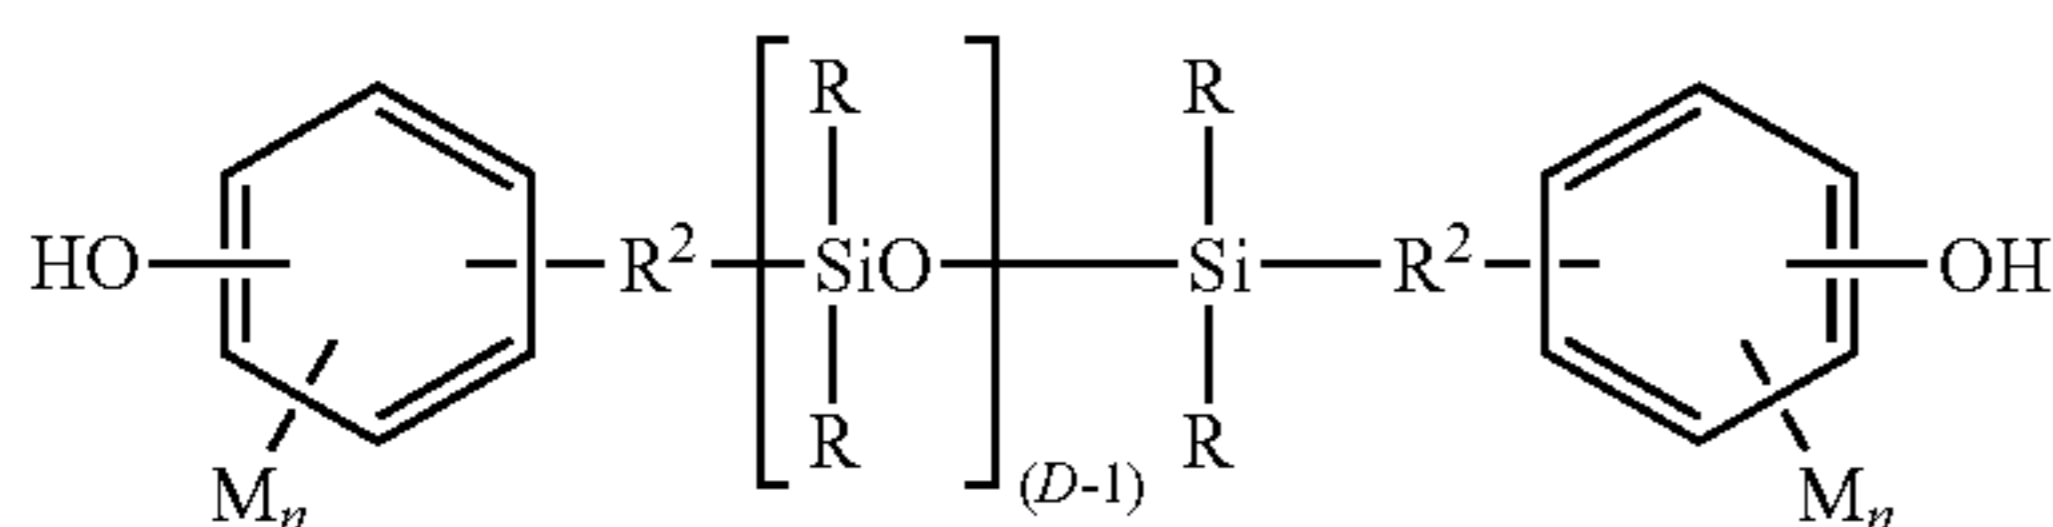 R R
HO R² SiO Si R² OH
R R
(D-1)
Mₙ Mₙ